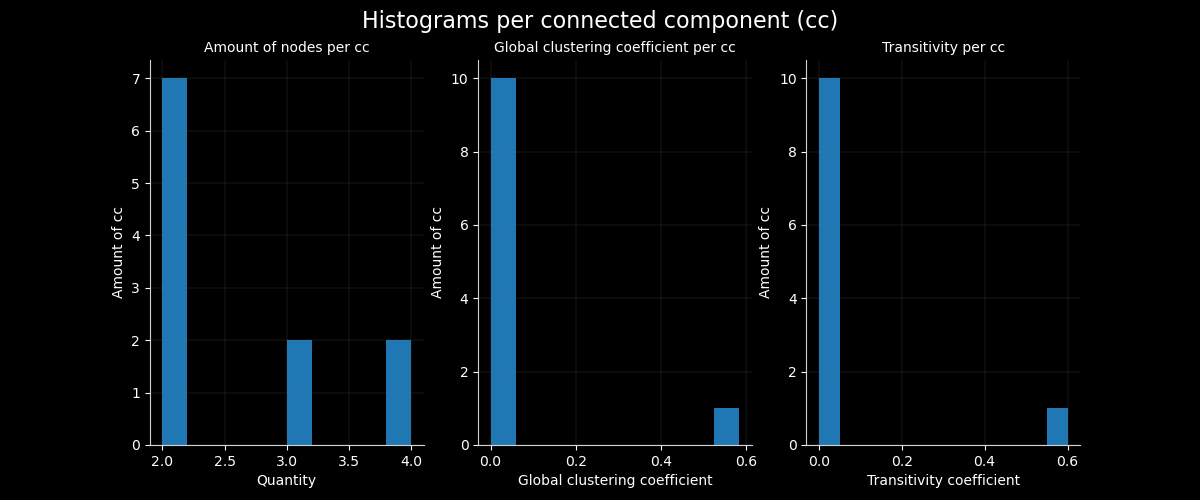 Histograms per connected component (cc)
Amount of nodes per cc
Amount of cc
7
6
5
4
3
2
1
0
2.0 2.5 3.0 3.5 4.0
Quantity
Global clustering coefficient per cc
Amount of cc
10
8
6
4
2
0
0.0 0.2 0.4 0.6
Global clustering coefficient
Transitivity per cc
Amount of cc
10
8
6
4
2
0
0.0 0.2 0.4 0.6
Transitivity coefficient